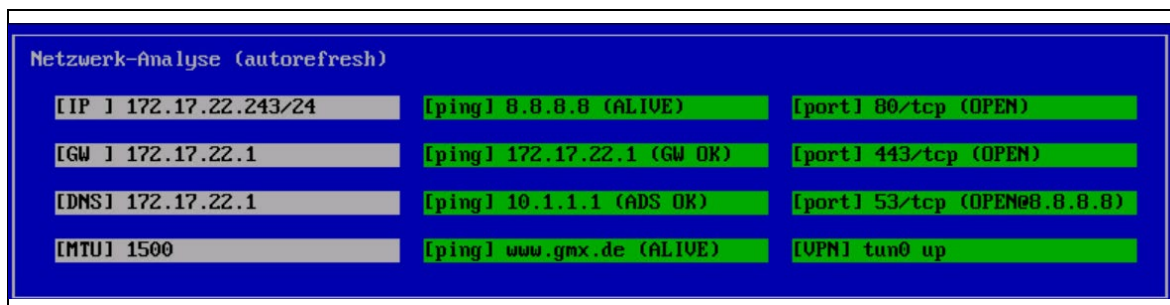 Netzwerk-Analyse (autorefresh)
[IP ] 172.17.22.243/24 [ping] 8.8.8.8 (ALIVE) [port] 80/tcp (OPEN)
[GW ] 172.17.22.1 [ping] 172.17.22.1 (GW OK) [port] 443/tcp (OPEN)
[DNS] 172.17.22.1 [ping] 10.1.1.1 (ADS OK) [port] 53/tcp (OPEN@8.8.8.8)
[MTU] 1500 [ping] www.gmx.de (ALIVE) [VPN] tun0 up